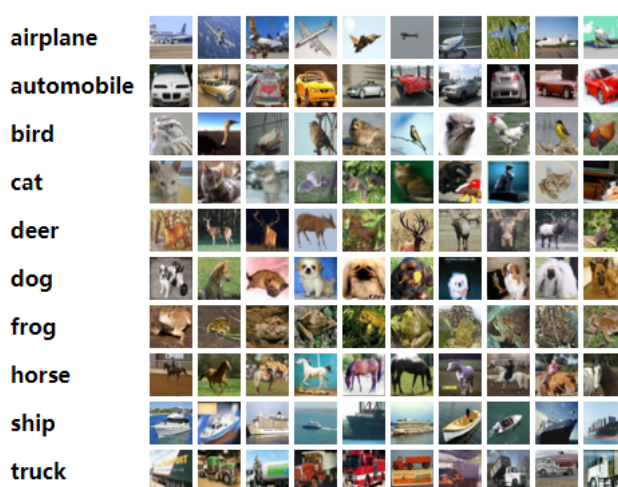 airplane
automobile
bird
cat
deer
dog
frog
horse
ship
truck